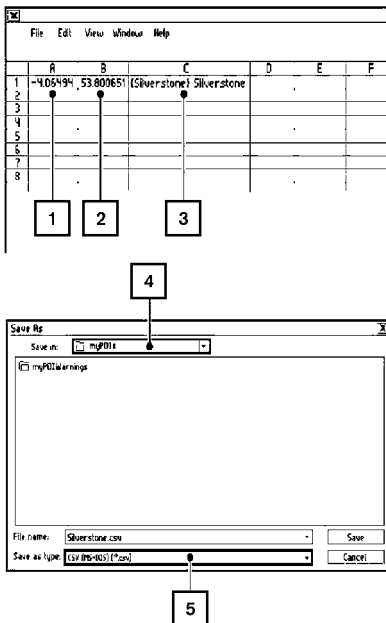 File Edit View Window Help
A B C D E F
1 -4.06494 53.800651 (Silverstone) Silverstone
2
3
4
5
6
7
8
1 2 3
4
Save As
Save in: myPOIs
myPOIWarnings
File name: Silverstone.csv Save
Save as type: CSV (MS-DOS) (*.csv) Cancel
5